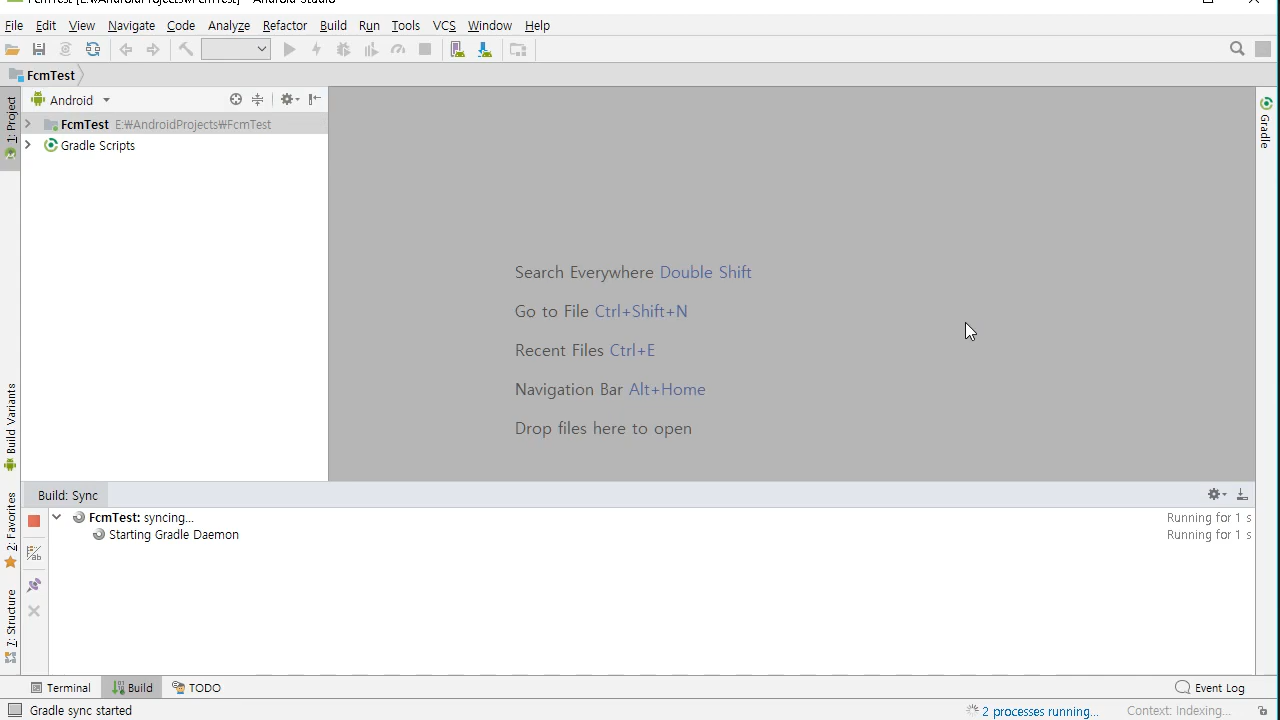 FcmTest [E:₩AndroidProjects₩FcmTest] - Android Studio
File Edit View Navigate Code Analyze Refactor Build Run Tools VCS Window Help
FcmTest
Android
1: Project
FcmTest E:₩AndroidProjects₩FcmTest
Gradle Scripts
Gradle
Search Everywhere Double Shift
Go to File Ctrl+Shift+N
Recent Files Ctrl+E
Navigation Bar Alt+Home
Drop files here to open
Build Variants
2: Favorites
7: Structure
Build: Sync
FcmTest: syncing... Running for 1 s
Starting Gradle Daemon Running for 1 s
Terminal Build TODO Event Log
Gradle sync started 2 processes running... Context: Indexing...